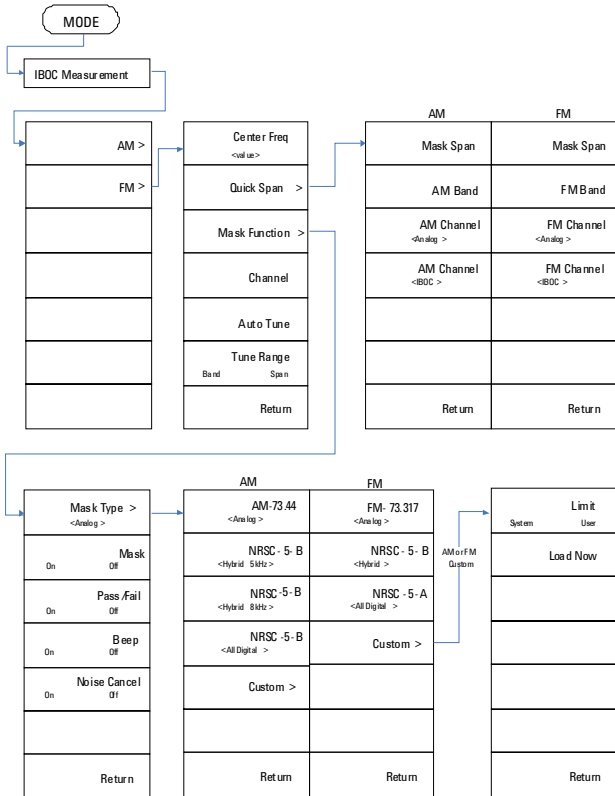 MODE
IBOC Measurement
AM >
FM >
Center Freq
<value>
Quick Span >
Mask Function >
Channel
Auto Tune
Tune Range
Band Span
Return
AM
Mask Span
AM Band
AM Channel
<Analog >
AM Channel
<IBOC >
Return
FM
Mask Span
FM Band
FM Channel
<Analog >
FM Channel
<IBOC >
Return
Mask Type >
<Analog >
Mask
On Off
Pass /Fail
On Off
Beep
On Off
Noise Cancel
On Off
Return
AM
AM-73.44
<Analog >
NRSC - 5- B
<Hybrid 5 kHz >
NRSC -5- B
<Hybrid 8 kHz >
NRSC -5- B
<All Digital >
Custom >
Return
FM
FM- 73.317
<Analog >
NRSC - 5- B
<Hybrid >
NRSC - 5-A
<All Digital >
Custom >
Return
AM or FM
Custom
Limit
System User
Load Now
Return